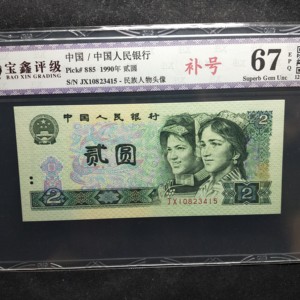 宝鑫评级
BAO XIN GRADING
中国 / 中国人民银行
Pick# 885 1990年 贰圆
S/N JX10823415 - 民族人物头像
补号
67
EPQ
Superb Gem Unc
中国人民银行
贰圆
2
2
JX10823415